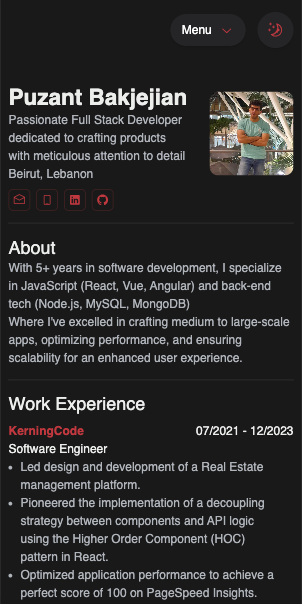 Menu
Puzant Bakjejian
Passionate Full Stack Developer
dedicated to crafting products
with meticulous attention to detail
Beirut, Lebanon
About
With 5+ years in software development, I specialize
in JavaScript (React, Vue, Angular) and back-end
tech (Node.js, MySQL, MongoDB)
Where I've excelled in crafting medium to large-scale
apps, optimizing performance, and ensuring
scalability for an enhanced user experience.
Work Experience
KerningCode 07/2021 - 12/2023
Software Engineer
• Led design and development of a Real Estate
management platform.
• Pioneered the implementation of a decoupling
strategy between components and API logic
using the Higher Order Component (HOC)
pattern in React.
• Optimized application performance to achieve a
perfect score of 100 on PageSpeed Insights.